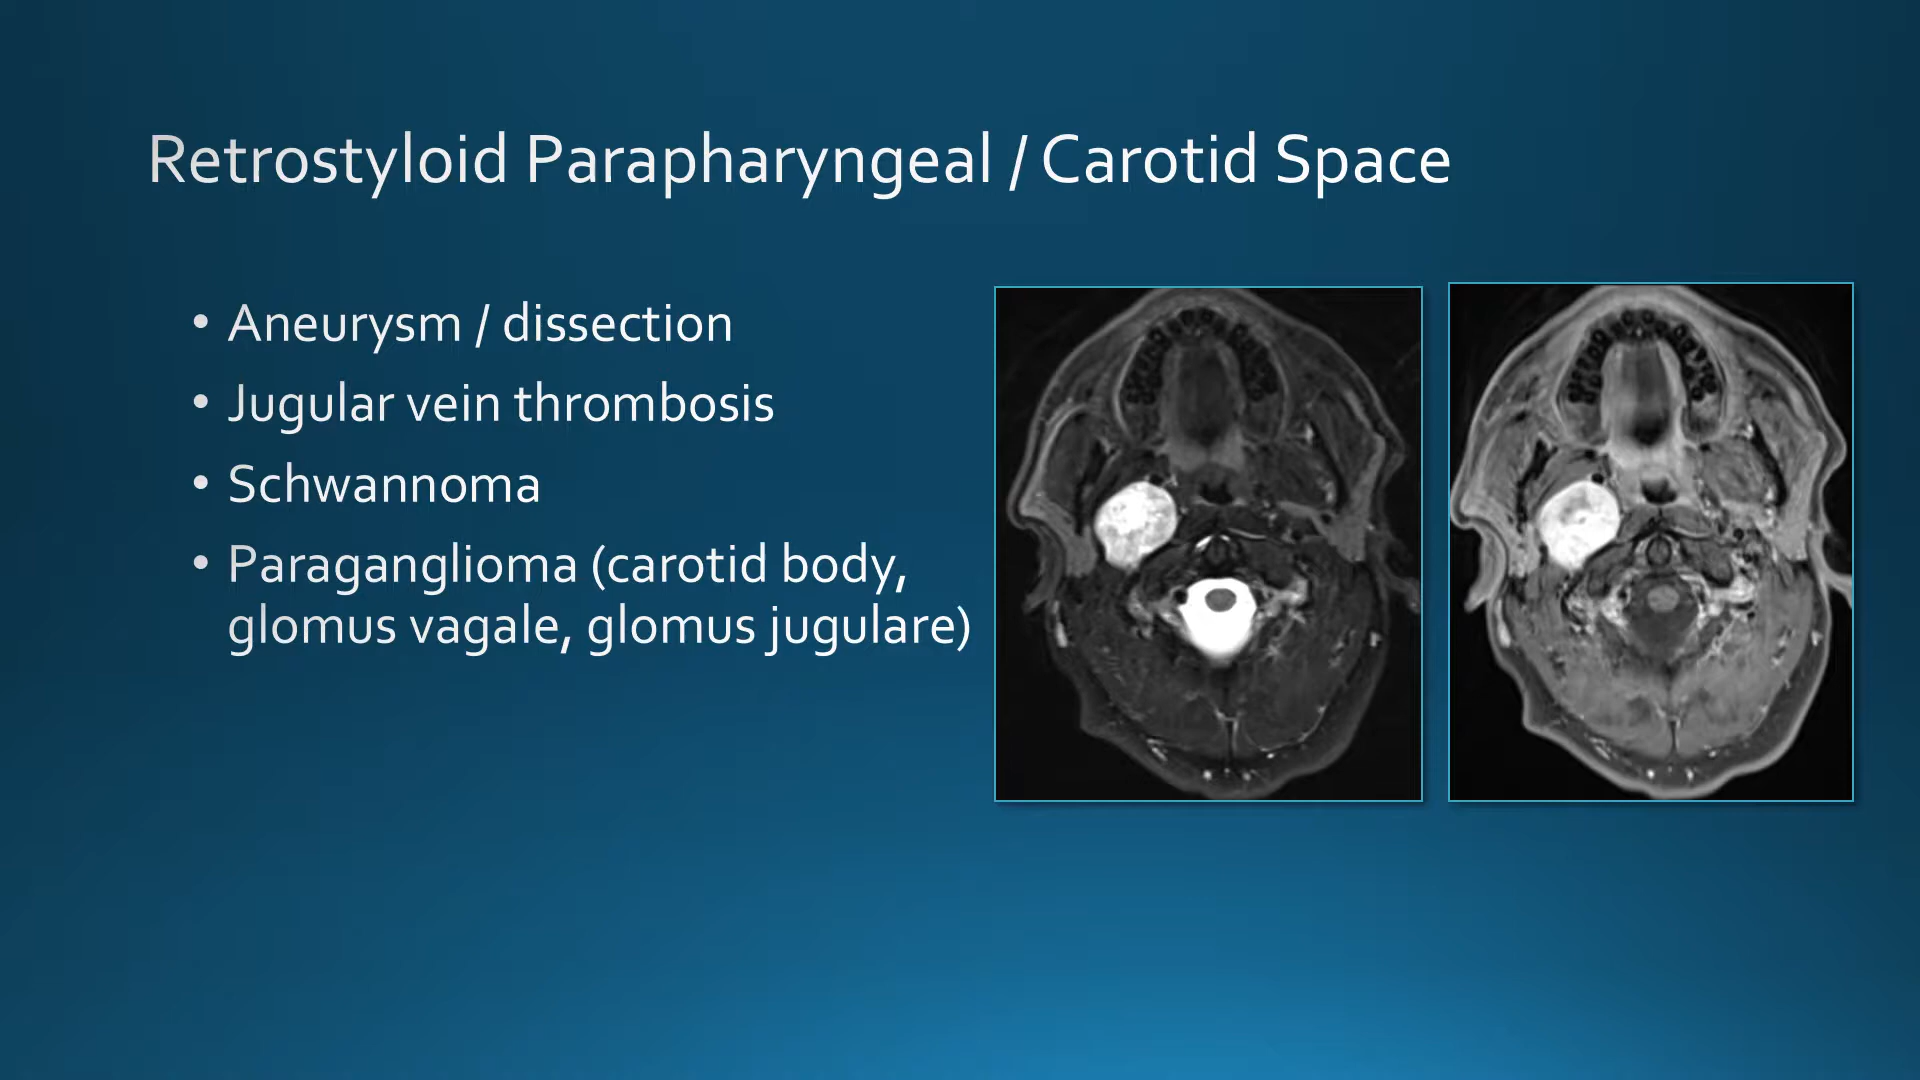 Retrostyloid Parapharyngeal / Carotid Space
• Aneurysm / dissection
• Jugular vein thrombosis
• Schwannoma
• Paraganglioma (carotid body,
glomus vagale, glomus jugulare)